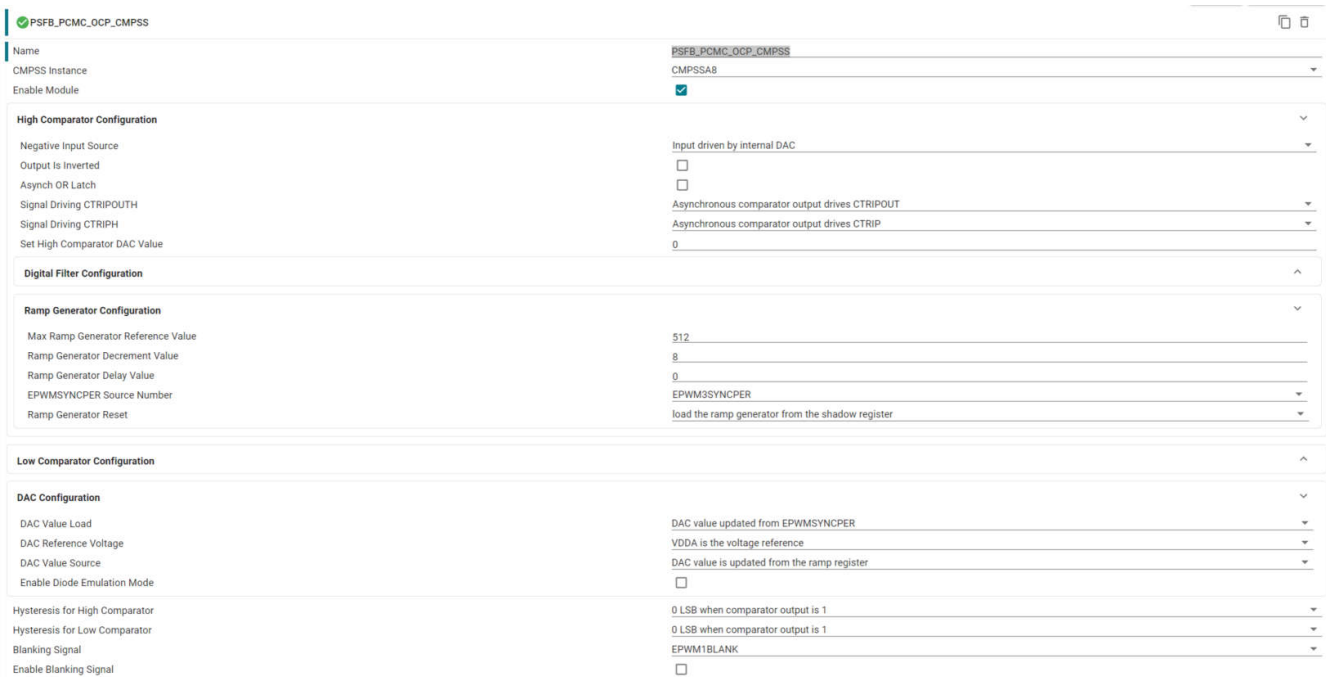 PSFB_PCMC_OCP_CMPSS
Name PSFB_PCMC_OCP_CMPSS
CMPSS Instance CMPSSA8
Enable Module
High Comparator Configuration
Negative Input Source Input driven by internal DAC
Output Is Inverted
Asynch OR Latch
Signal Driving CTRIPOUTH Asynchronous comparator output drives CTRIPOUT
Signal Driving CTRIPH Asynchronous comparator output drives CTRIP
Set High Comparator DAC Value 0
Digital Filter Configuration
Ramp Generator Configuration
Max Ramp Generator Reference Value 512
Ramp Generator Decrement Value 8
Ramp Generator Delay Value 0
EPWMSYNCPER Source Number EPWM3SYNCPER
Ramp Generator Reset load the ramp generator from the shadow register
Low Comparator Configuration
DAC Configuration
DAC Value Load DAC value updated from EPWMSYNCPER
DAC Reference Voltage VDDA is the voltage reference
DAC Value Source DAC value is updated from the ramp register
Enable Diode Emulation Mode
Hysteresis for High Comparator 0 LSB when comparator output is 1
Hysteresis for Low Comparator 0 LSB when comparator output is 1
Blanking Signal EPWM1BLANK
Enable Blanking Signal